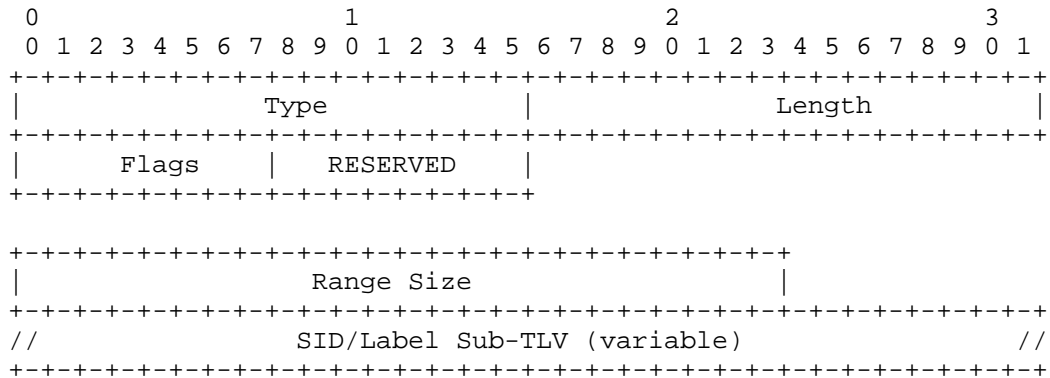 0                   1                   2                   3
 0 1 2 3 4 5 6 7 8 9 0 1 2 3 4 5 6 7 8 9 0 1 2 3 4 5 6 7 8 9 0 1
+-+-+-+-+-+-+-+-+-+-+-+-+-+-+-+-+-+-+-+-+-+-+-+-+-+-+-+-+-+-+-+-+
|               Type            |               Length          |
+-+-+-+-+-+-+-+-+-+-+-+-+-+-+-+-+-+-+-+-+-+-+-+-+-+-+-+-+-+-+-+-+
|      Flags    |   RESERVED    |
+-+-+-+-+-+-+-+-+-+-+-+-+-+-+-+-+

+-+-+-+-+-+-+-+-+-+-+-+-+-+-+-+-+-+-+-+-+-+-+-+-+
|                  Range Size                   |
+-+-+-+-+-+-+-+-+-+-+-+-+-+-+-+-+-+-+-+-+-+-+-+-+-+-+-+-+-+-+-+-+
//                SID/Label Sub-TLV (variable)                 //
+-+-+-+-+-+-+-+-+-+-+-+-+-+-+-+-+-+-+-+-+-+-+-+-+-+-+-+-+-+-+-+-+